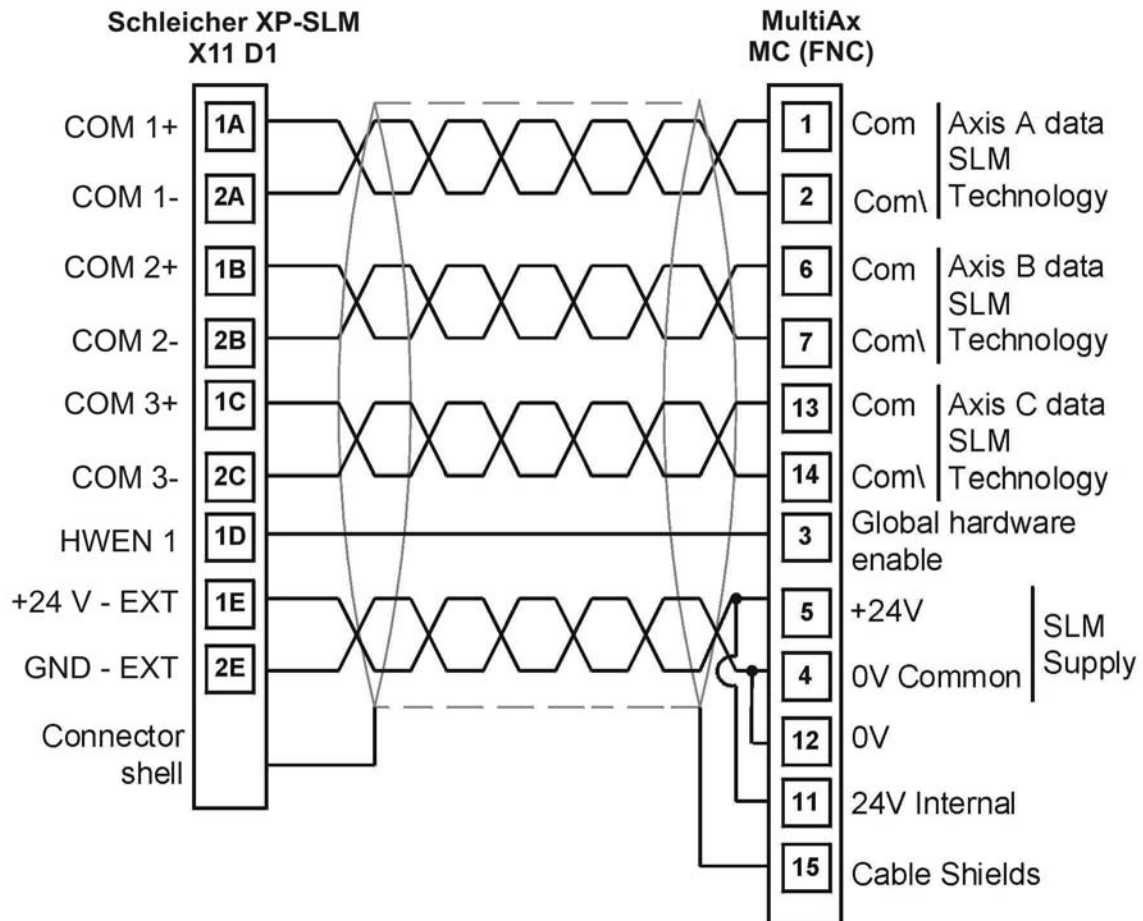 Schleicher XP-SLM
X11 D1
MultiAx
MC (FNC)
COM 1+
1A
1
Com
Axis A data
SLM
Technology
COM 1-
2A
2
Com\
COM 2+
1B
6
Com
Axis B data
SLM
Technology
COM 2-
2B
7
Com\
COM 3+
1C
13
Com
Axis C data
SLM
Technology
COM 3-
2C
14
Com\
HWEN 1
1D
3
Global hardware
enable
+24 V - EXT
1E
5
+24V
SLM
Supply
GND - EXT
2E
4
0V Common
Connector
shell
12
0V
11
24V Internal
15
Cable Shields